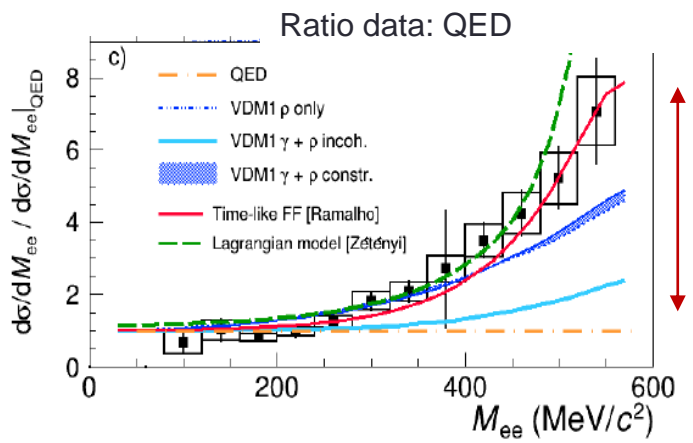 Ratio data: QED
c)
QED
VDM1 ρ only
VDM1 γ + ρ incoh.
VDM1 γ + ρ constr.
Time-like FF [Ramalho]
Lagrangian model [Zétényi]
dσ/dMee / dσ/dMee|QED
8
6
4
2
0
0 200 400 600
Mee (MeV/c²)